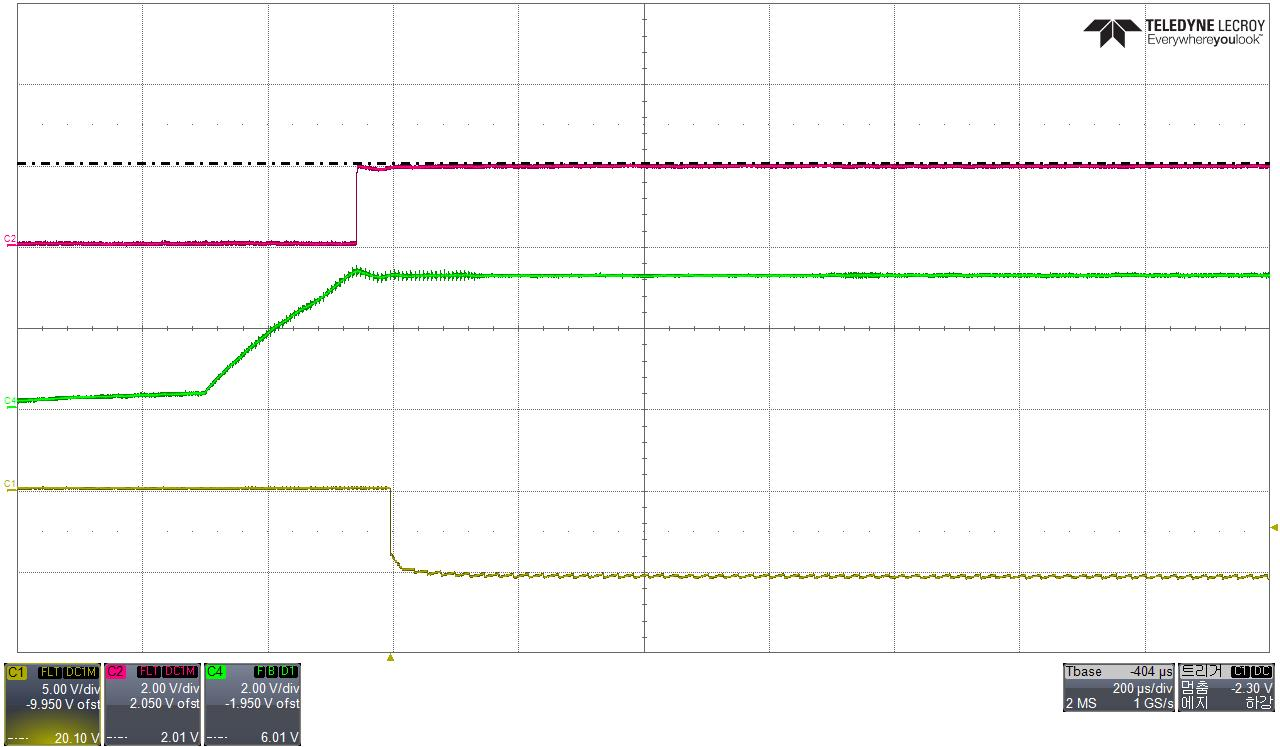 TELEDYNE LECROY
Everywhereyoulook™
C2
C4
C1
C1 FLT DC1M
5.00 V/div
-9.950 V ofst
20.10 V
C2 FLT DC1M
2.00 V/div
2.050 V ofst
2.01 V
C4 F B D1
2.00 V/div
-1.950 V ofst
6.01 V
Tbase -404 µs
200 µs/div
2 MS 1 GS/s
트리거 C1 DC
멈춤 -2.30 V
에지 하강